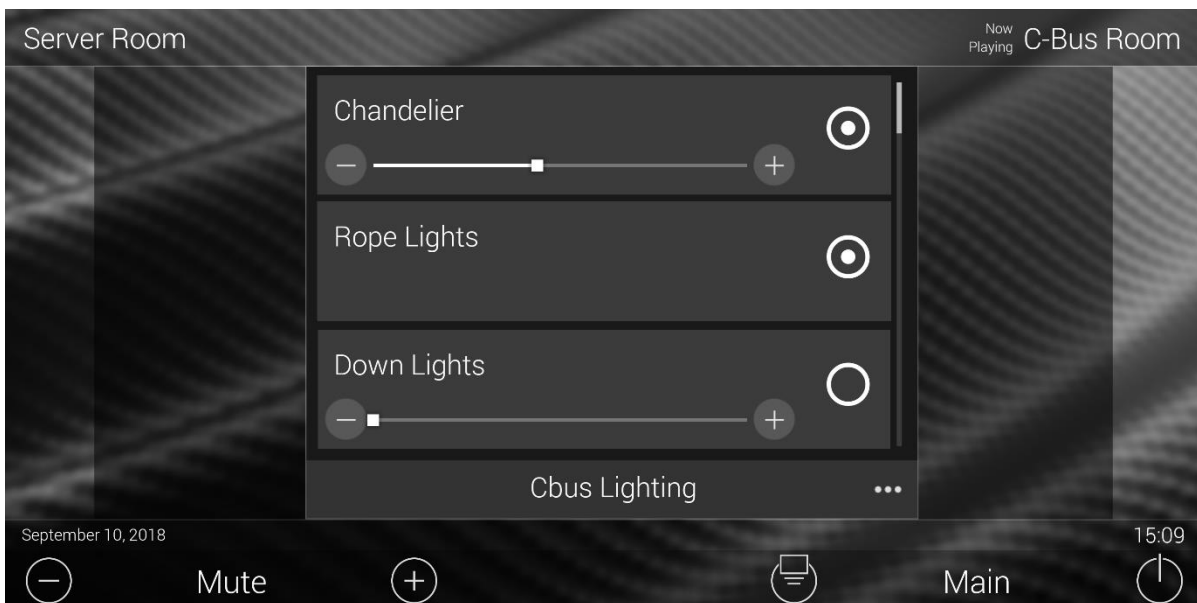 Server Room
Now Playing
C-Bus Room
Chandelier
Rope Lights
Down Lights
Cbus Lighting
September 10, 2018
15:09
Mute
Main